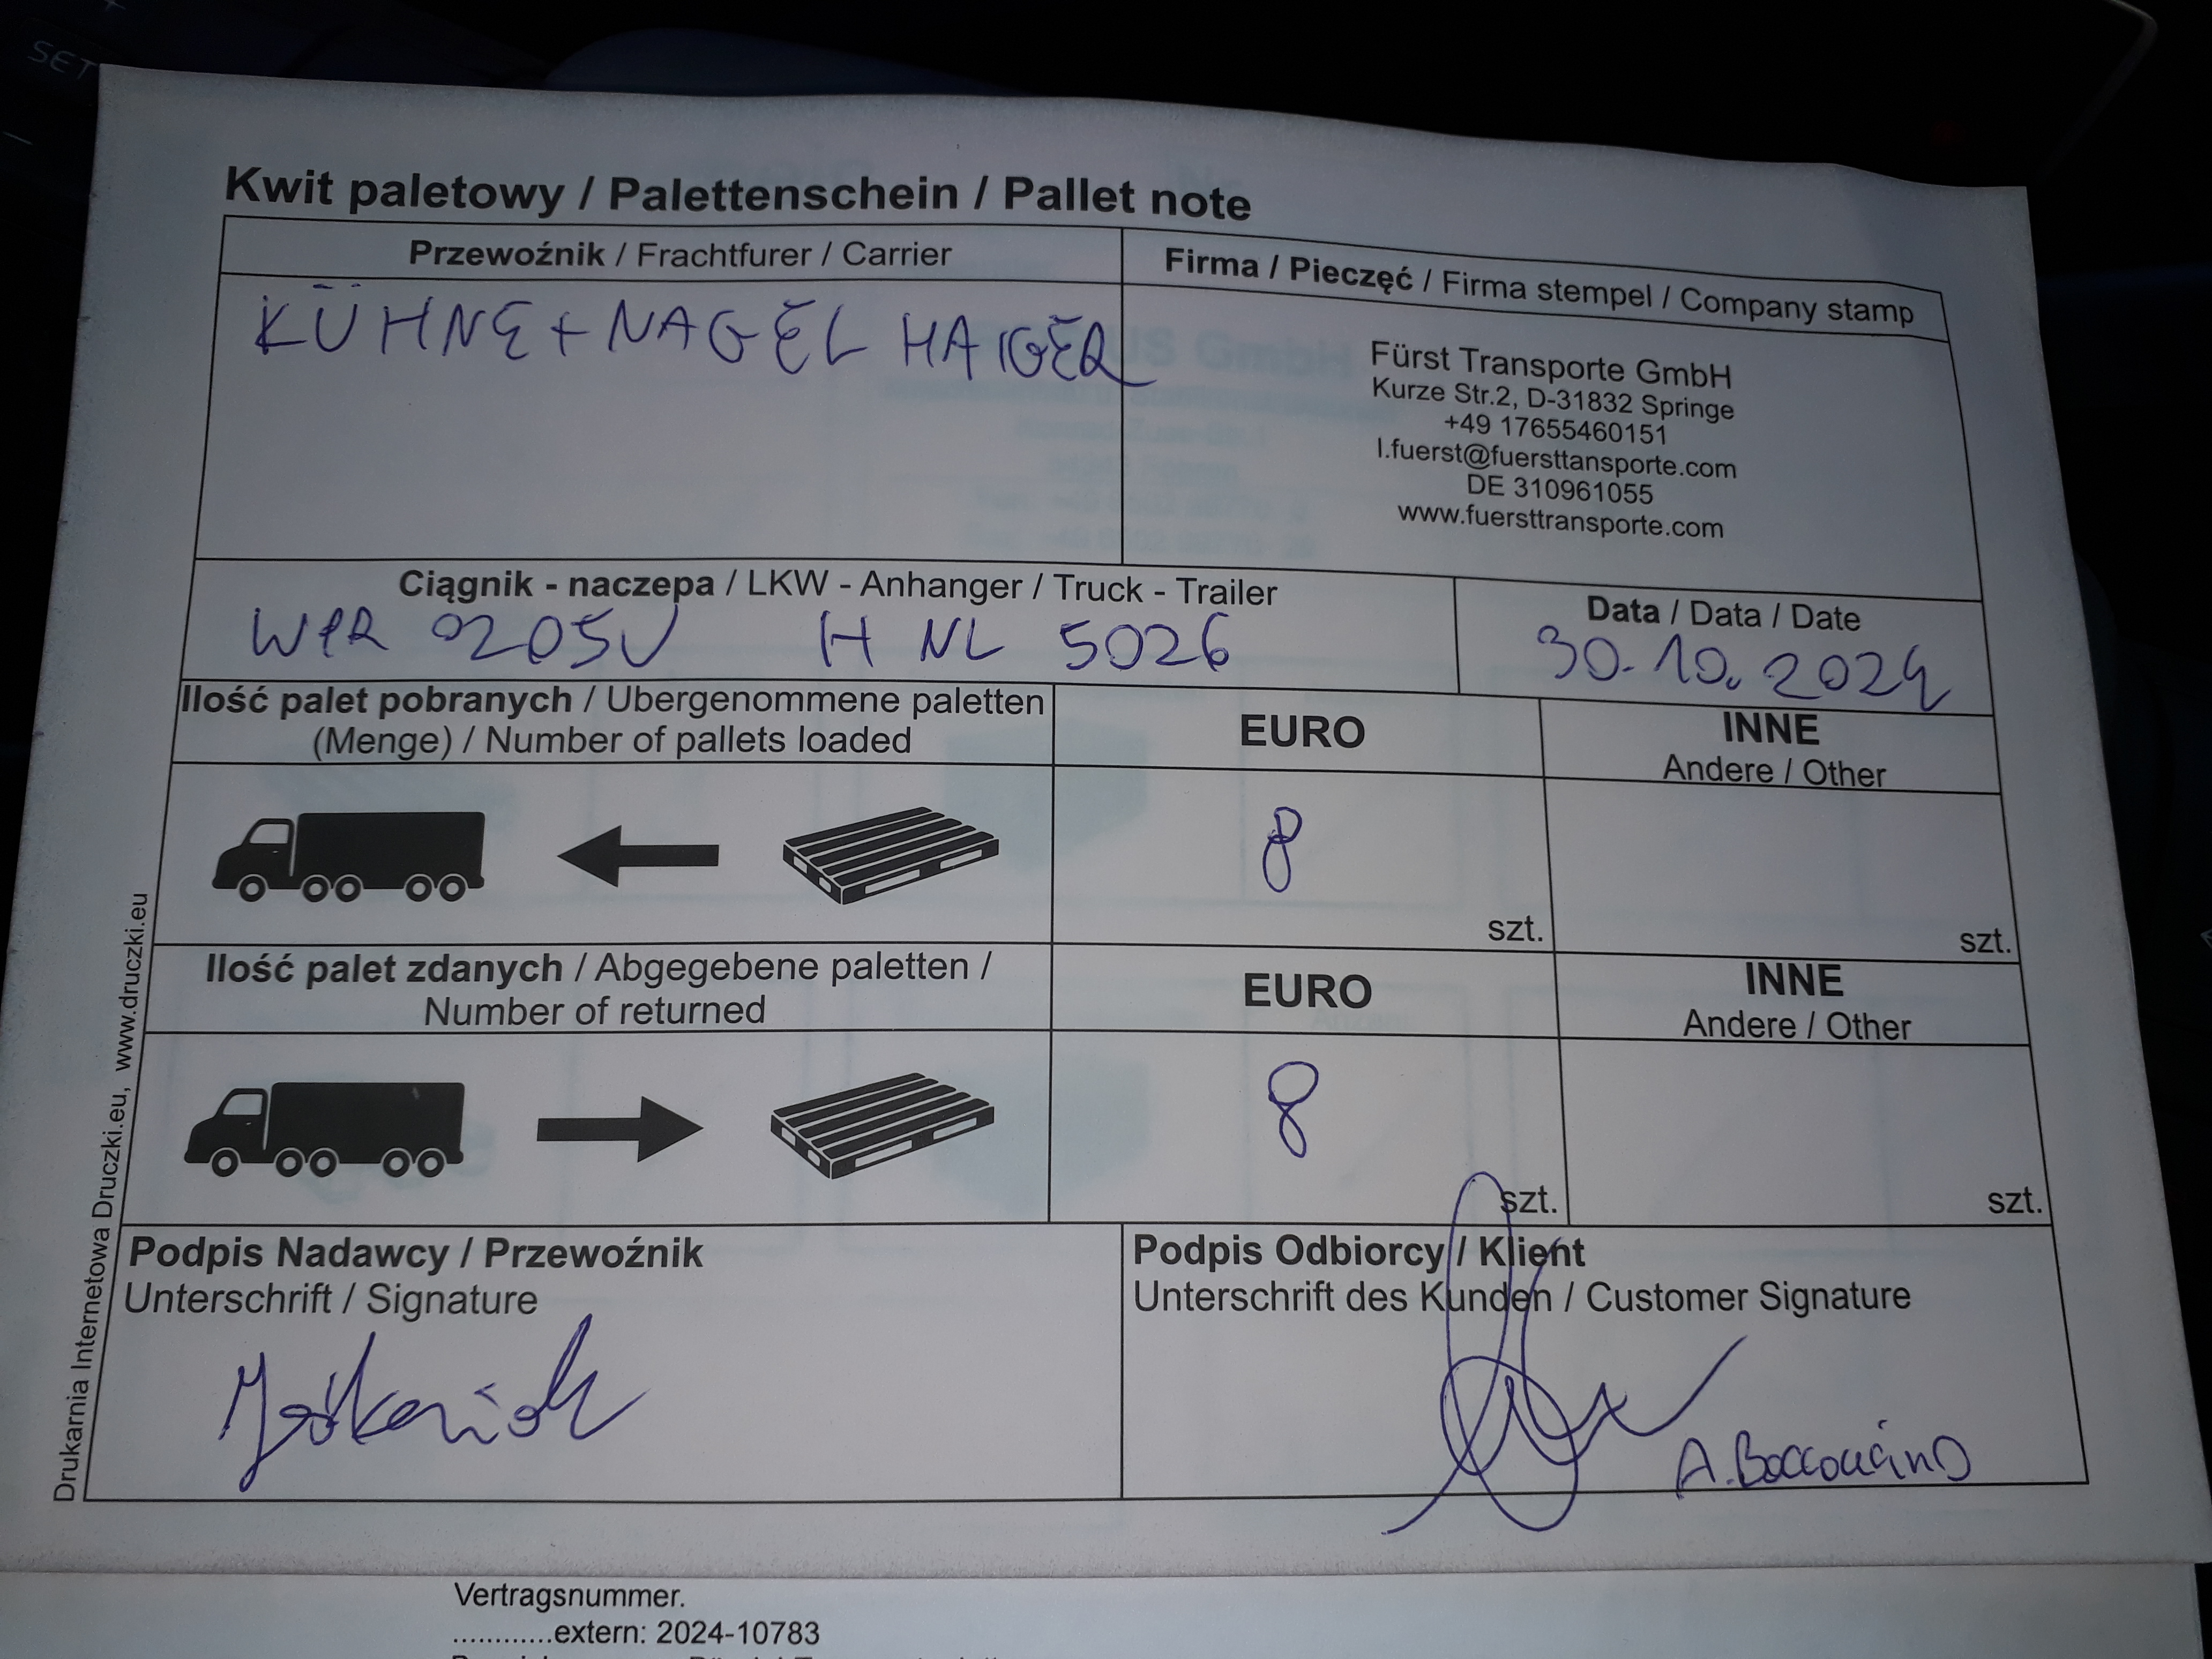 SET
Kwit paletowy / Palettenschein / Pallet note
Przewoźnik / Frachtfurer / Carrier
Firma / Pieczęć / Firma stempel / Company stamp
KÜHNE + NAGEL HAIGER
Fürst Transporte GmbH
Kurze Str.2, D-31832 Springe
+49 17655460151
l.fuerst@fuersttansporte.com
DE 310961055
www.fuersttransporte.com
Ciągnik - naczepa / LKW - Anhanger / Truck - Trailer
Data / Data / Date
WPR 0205V H NL 5026
30.10.2024
Ilość palet pobranych / Ubergenommene paletten
(Menge) / Number of pallets loaded
EURO
INNE
Andere / Other
8
szt.
szt.
Ilość palet zdanych / Abgegebene paletten /
Number of returned
EURO
INNE
Andere / Other
8
szt.
szt.
Podpis Nadawcy / Przewoźnik
Unterschrift / Signature
Podpis Odbiorcy / Klient
Unterschrift des Kunden / Customer Signature
Drukarnia Internetowa Druczki.eu, www.druczki.eu
Vertragsnummer.
............extern: 2024-10783